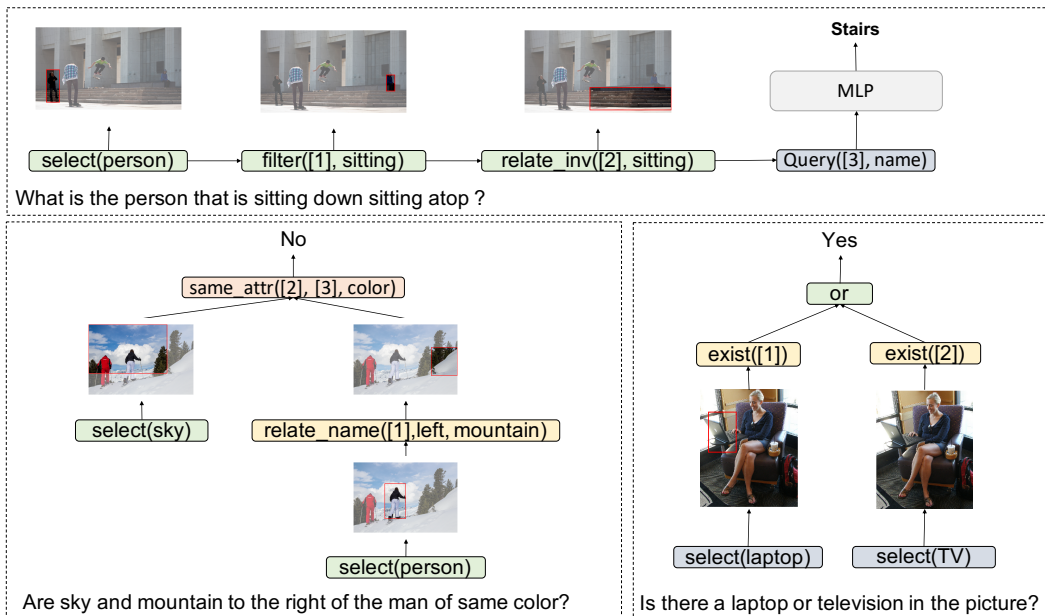 Stairs
MLP
select(person)
filter([1], sitting)
relate_inv([2], sitting)
Query([3], name)
What is the person that is sitting down sitting atop ?
No
same_attr([2], [3], color)
select(sky)
relate_name([1],left, mountain)
select(person)
Are sky and mountain to the right of the man of same color?
Yes
or
exist([1])
exist([2])
select(laptop)
select(TV)
Is there a laptop or television in the picture?